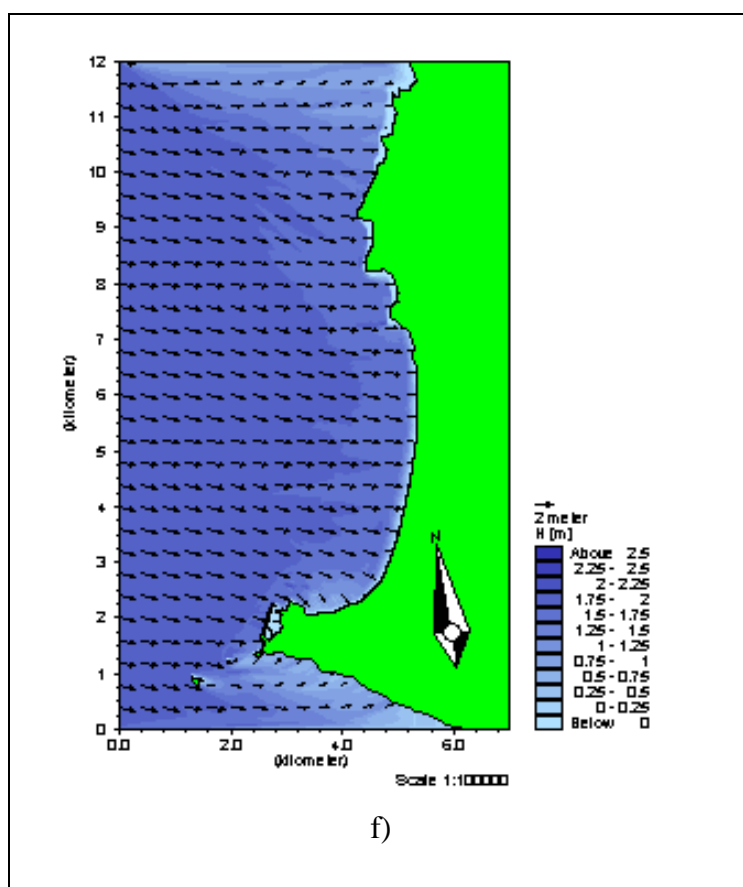 12
11
10
9
8
7
6
5
4
3
2
1
0
(kilometer)
0.0 2.0 4.0 6.0
(kilometer)
Scale 1:100000
N
2 meter
H [m]
Above 2.5
2.25 - 2.5
2 - 2.25
1.75 - 2
1.5 - 1.75
1.25 - 1.5
1 - 1.25
0.75 - 1
0.5 - 0.75
0.25 - 0.5
0 - 0.25
Below 0
f)